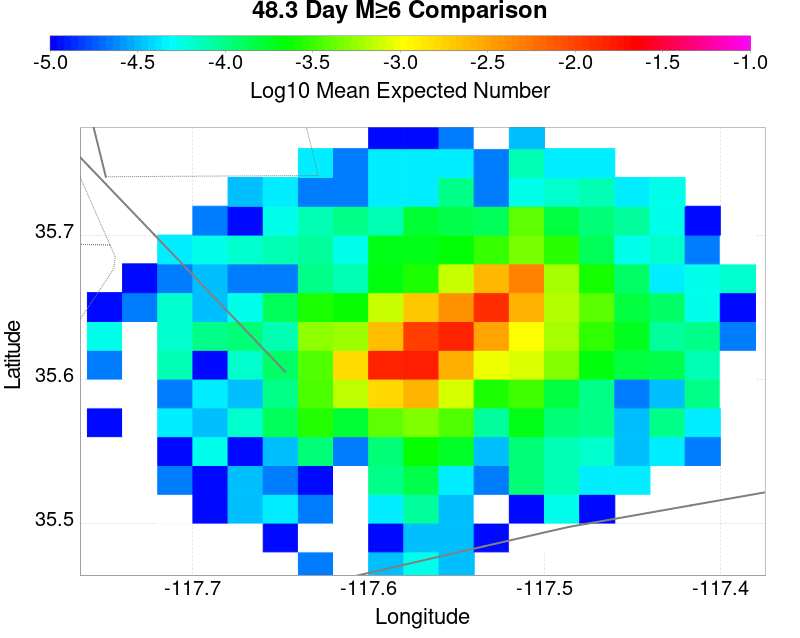 48.3 Day M≥6 Comparison
-5.0 -4.5 -4.0 -3.5 -3.0 -2.5 -2.0 -1.5 -1.0
Log10 Mean Expected Number
35.7
35.6
35.5
Latitude
-117.7 -117.6 -117.5 -117.4
Longitude